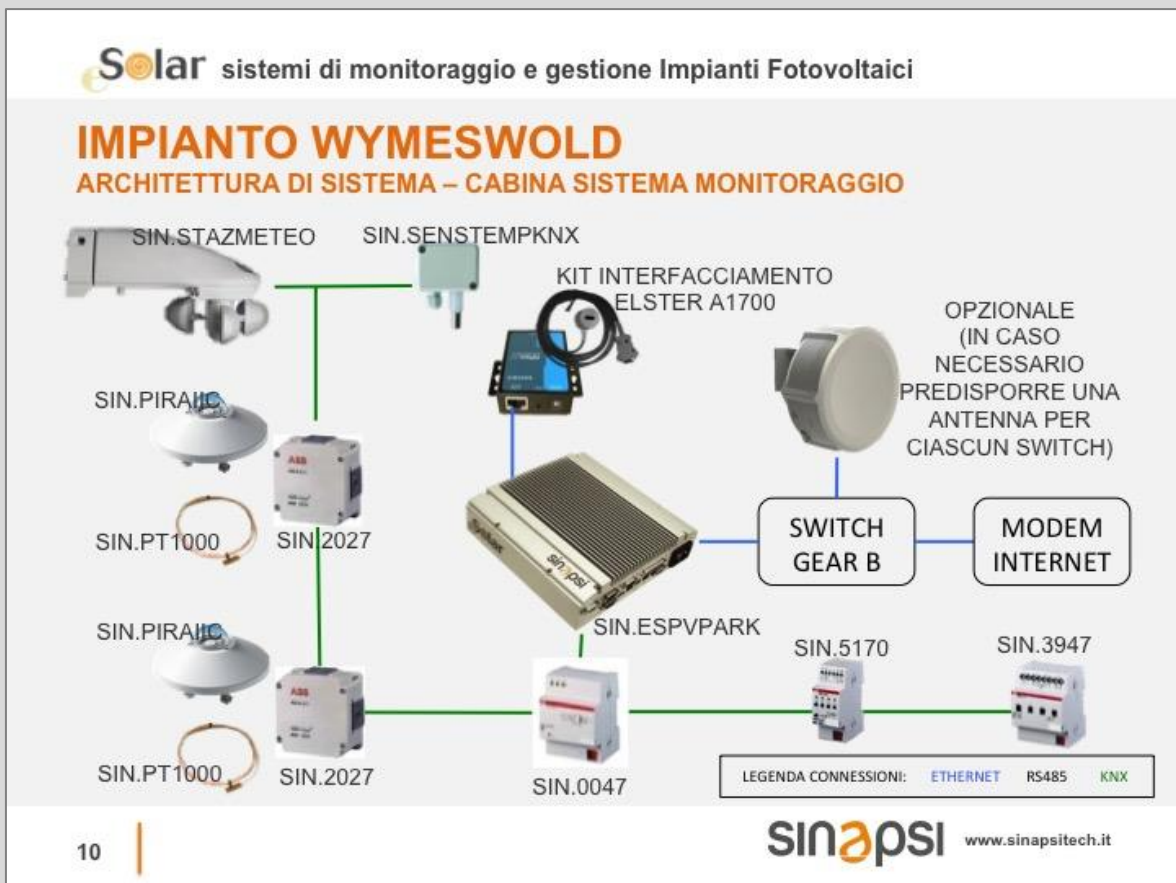 eSolar sistemi di monitoraggio e gestione Impianti Fotovoltaici
IMPIANTO WYMESWOLD
ARCHITETTURA DI SISTEMA – CABINA SISTEMA MONITORAGGIO
SIN.STAZMETEO
SIN.SENSTEMPKNX
KIT INTERFACCIAMENTO
ELSTER A1700
OPZIONALE
(IN CASO
NECESSARIO
PREDISPORRE UNA
ANTENNA PER
CIASCUN SWITCH)
SIN.PIRAIIC
ABB
SIN.PT1000
SIN.2027
sinapsi
SWITCH
GEAR B
MODEM
INTERNET
SIN.ESPVPARK
SIN.PIRAIIC
ABB
SIN.PT1000
SIN.2027
SIN.0047
SIN.5170
SIN.3947
LEGENDA CONNESSIONI: ETHERNET RS485 KNX
10
sinapsi www.sinapsitech.it